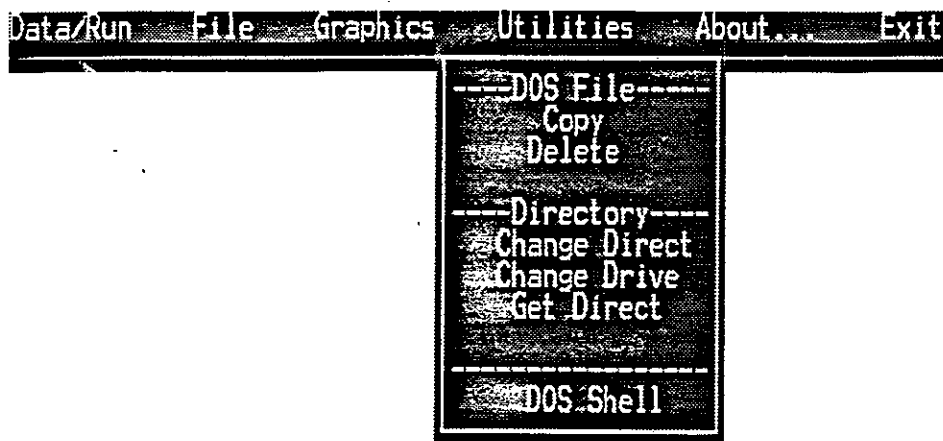 Data/Run File Graphics Utilities About... Exit
----DOS File-----
Copy
Delete
----Directory----
Change Direct
Change Drive
Get Direct
-----------------
DOS Shell